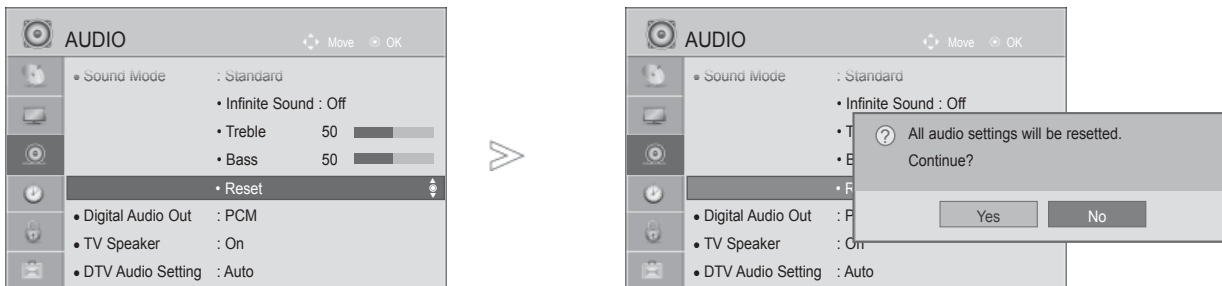 AUDIO
Move OK
• Sound Mode : Standard
• Infinite Sound : Off
• Treble 50
• Bass 50
• Reset
• Digital Audio Out : PCM
• TV Speaker : On
• DTV Audio Setting : Auto
AUDIO
Move OK
• Sound Mode : Standard
• Infinite Sound : Off
• T
• B
• R
• Digital Audio Out : P
• TV Speaker : On
• DTV Audio Setting : Auto
? All audio settings will be resetted.
Continue?
Yes No